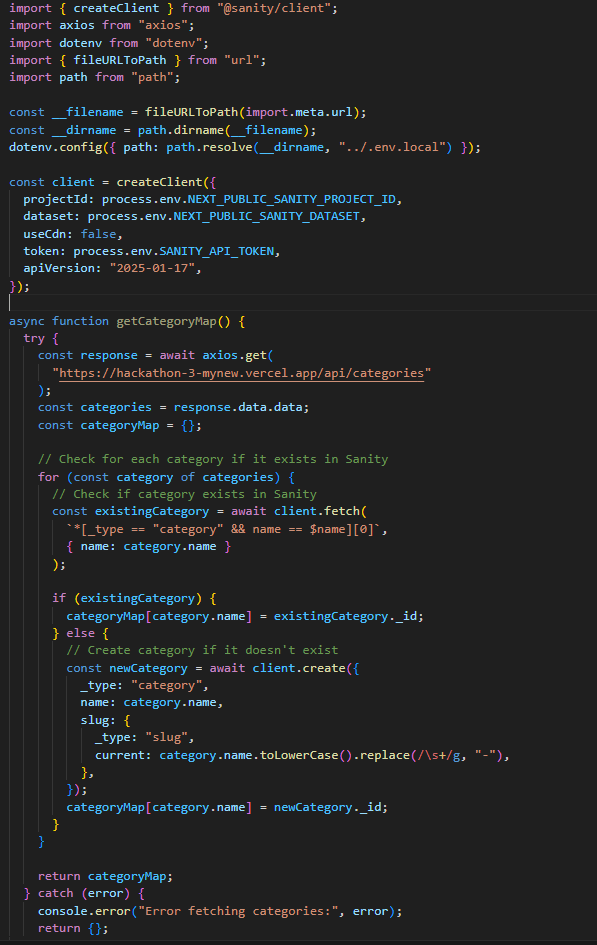 import { createClient } from "@sanity/client";
import axios from "axios";
import dotenv from "dotenv";
import { fileURLToPath } from "url";
import path from "path";

const __filename = fileURLToPath(import.meta.url);
const __dirname = path.dirname(__filename);
dotenv.config({ path: path.resolve(__dirname, "../.env.local") });

const client = createClient({
  projectId: process.env.NEXT_PUBLIC_SANITY_PROJECT_ID,
  dataset: process.env.NEXT_PUBLIC_SANITY_DATASET,
  useCdn: false,
  token: process.env.SANITY_API_TOKEN,
  apiVersion: "2025-01-17",
});

async function getCategoryMap() {
  try {
    const response = await axios.get(
      "https://hackathon-3-mynew.vercel.app/api/categories"
    );
    const categories = response.data.data;
    const categoryMap = {};

    // Check for each category if it exists in Sanity
    for (const category of categories) {
      // Check if category exists in Sanity
      const existingCategory = await client.fetch(
        `*[_type == "category" && name == $name][0]`,
        { name: category.name }
      );

      if (existingCategory) {
        categoryMap[category.name] = existingCategory._id;
      } else {
        // Create category if it doesn't exist
        const newCategory = await client.create({
          _type: "category",
          name: category.name,
          slug: {
            _type: "slug",
            current: category.name.toLowerCase().replace(/\s+/g, "-"),
          },
        });
        categoryMap[category.name] = newCategory._id;
      }
    }

    return categoryMap;
  } catch (error) {
    console.error("Error fetching categories:", error);
    return {};